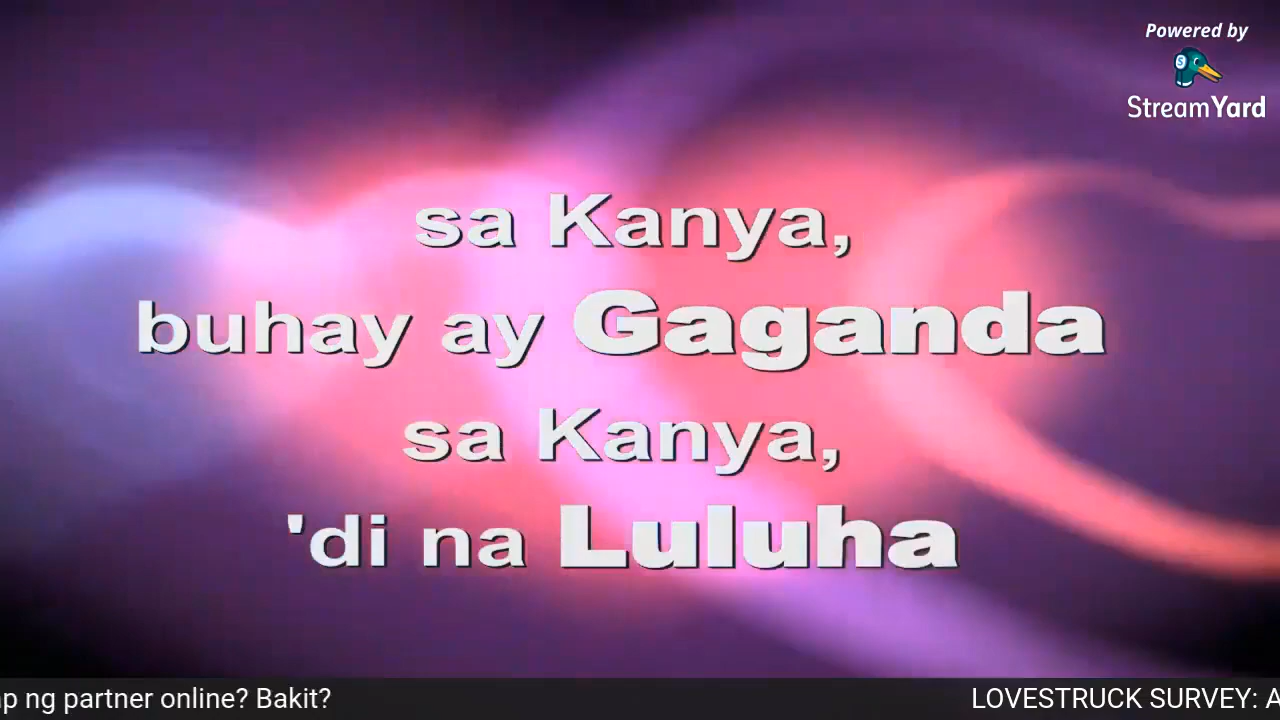 Powered by
StreamYard
sa Kanya,
buhay ay Gaganda
sa Kanya,
'di na Luluha
ng partner online? Bakit?
LOVESTRUCK SURVEY: